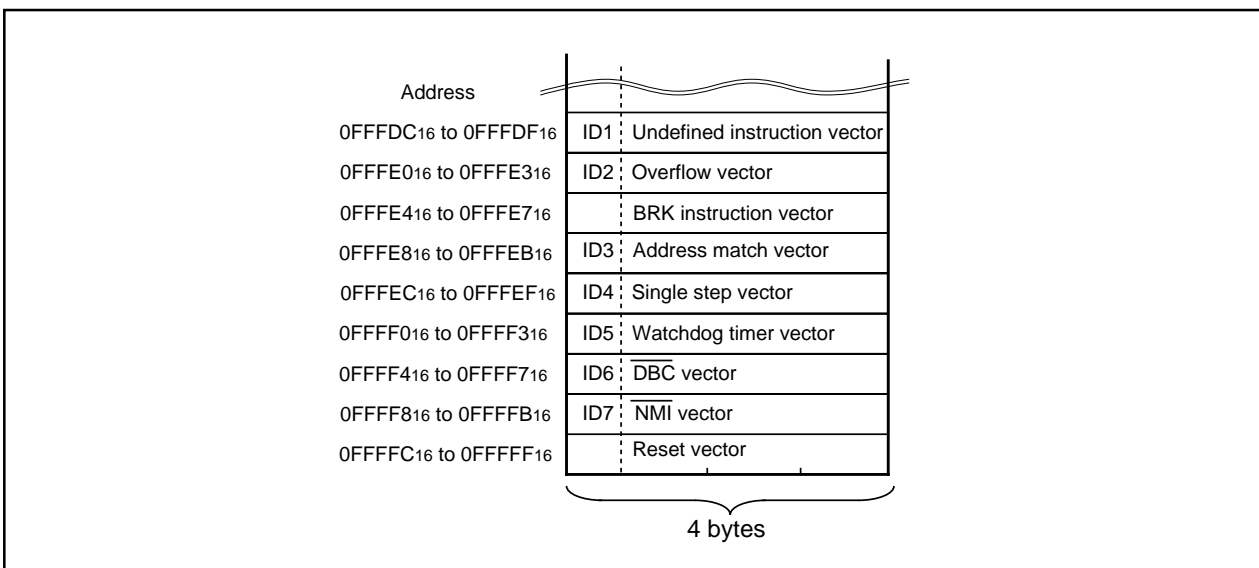 Address
0FFFDC16 to 0FFFDF16 ID1 Undefined instruction vector
0FFFE016 to 0FFFE316 ID2 Overflow vector
0FFFE416 to 0FFFE716 BRK instruction vector
0FFFE816 to 0FFFEB16 ID3 Address match vector
0FFFEC16 to 0FFFEF16 ID4 Single step vector
0FFFF016 to 0FFFF316 ID5 Watchdog timer vector
0FFFF416 to 0FFFF716 ID6 D̅B̅C̅ vector
0FFFF816 to 0FFFFB16 ID7 N̅M̅I̅ vector
0FFFFC16 to 0FFFFF16 Reset vector
4 bytes